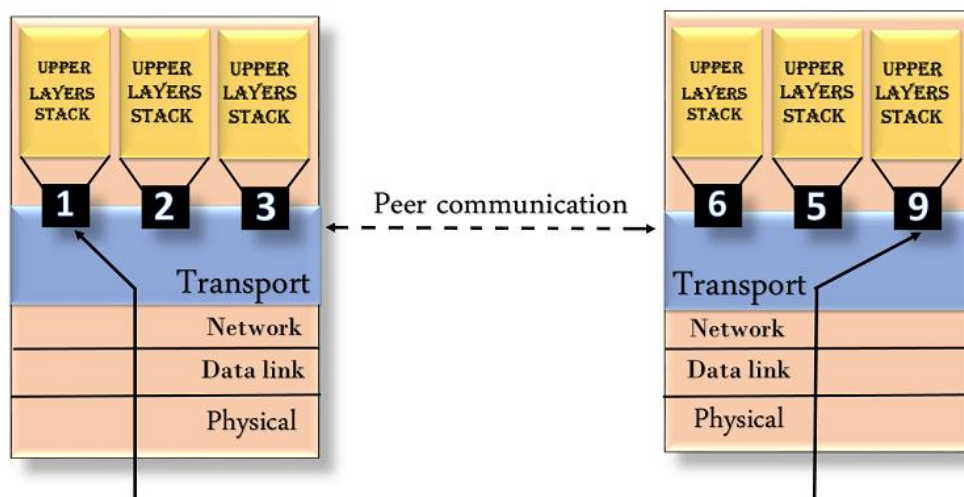 UPPER
LAYERS
STACK
UPPER
LAYERS
STACK
UPPER
LAYERS
STACK
1
2
3
Transport
Network
Data link
Physical
Peer communication
UPPER
LAYERS
STACK
UPPER
LAYERS
STACK
UPPER
LAYERS
STACK
6
5
9
Transport
Network
Data link
Physical